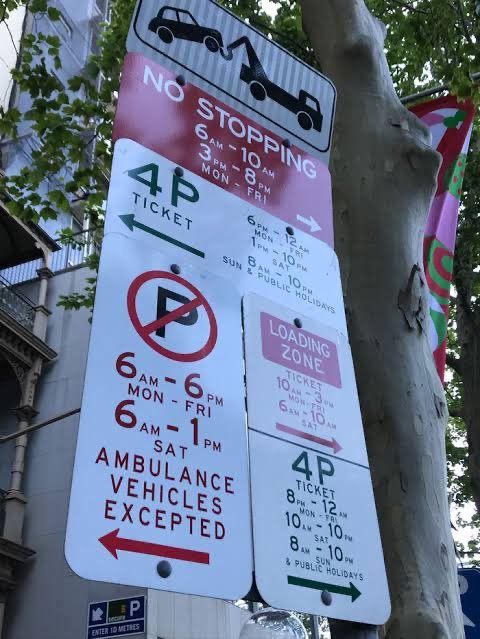 NO STOPPING
6AM - 10AM
3PM - 8PM
MON - FRI
4P
TICKET
6PM - 12AM
MON - FRI
1PM - 10PM
SAT
8AM - 10PM
SUN & PUBLIC HOLIDAYS
P
6AM - 6PM
MON - FRI
6AM - 1PM
SAT
AMBULANCE
VEHICLES
EXCEPTED
LOADING
ZONE
TICKET
10AM - 3PM
MON - FRI
6AM - 10AM
SAT
4P
TICKET
8PM - 12AM
MON - FRI
10AM - 10PM
SAT
8AM - 10PM
SUN
& PUBLIC HOLIDAYS
secure P
ENTER 10 METRES